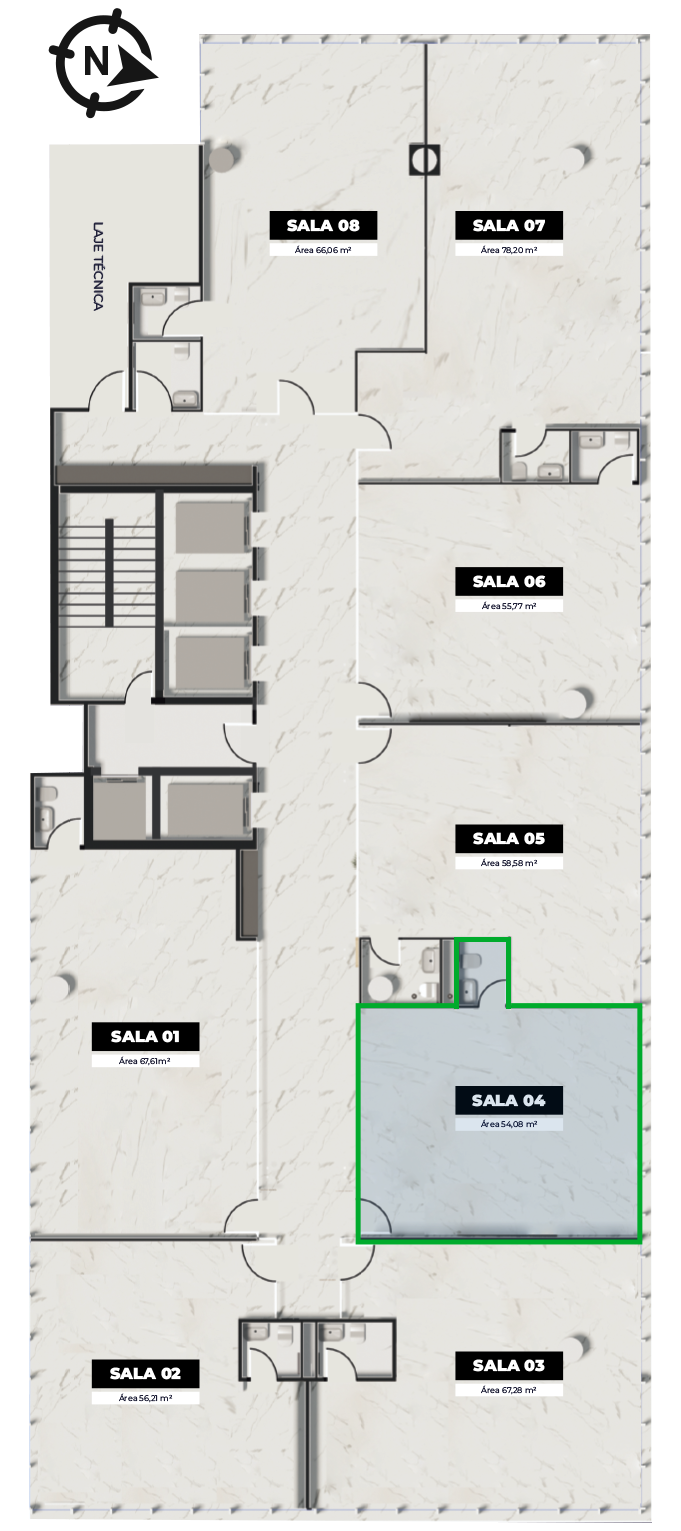 N
SALA 08
Área 66,06 m²
SALA 07
Área 78,20 m²
LAJE TÉCNICA
SALA 06
Área 55,77 m²
SALA 05
Área 58,58 m²
SALA 01
Área 67,61m²
SALA 04
Área 54,08 m²
SALA 02
Área 56,21 m²
SALA 03
Área 67,28 m²